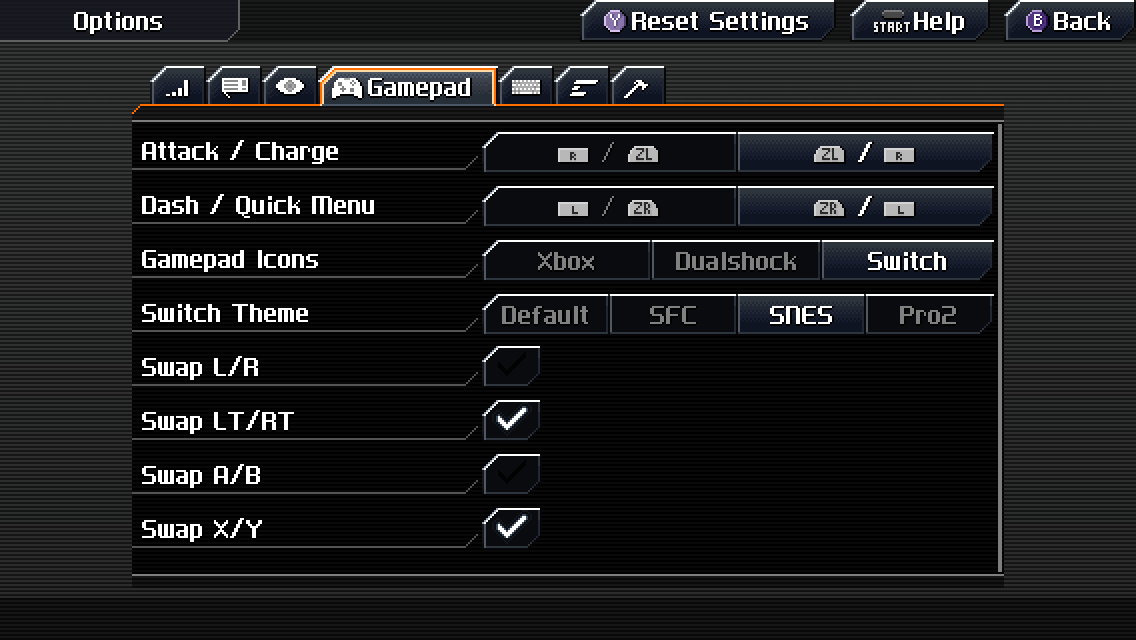 Options
Y Reset Settings
START Help
B Back
Gamepad
Attack / Charge
R / ZL
ZL / R
Dash / Quick Menu
L / ZR
ZR / L
Gamepad Icons
Xbox
Dualshock
Switch
Switch Theme
Default
SFC
SNES
Pro2
Swap L/R
Swap LT/RT
Swap A/B
Swap X/Y